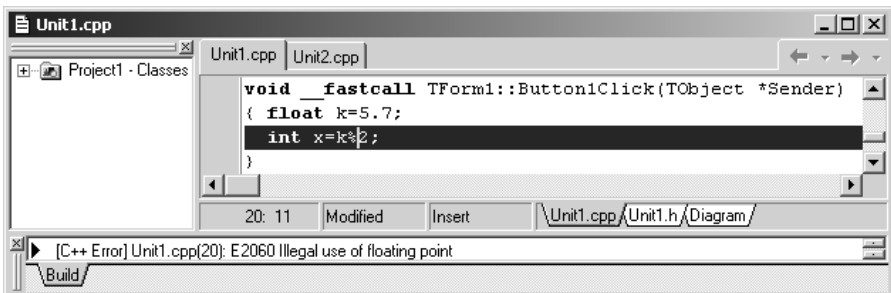 Unit1.cpp
Project1 - Classes
Unit1.cpp Unit2.cpp
void __fastcall TForm1::Button1Click(TObject *Sender)
{ float k=5.7;
int x=k%2;
}
20: 11 Modified Insert Unit1.cpp Unit1.h Diagram
[C++ Error] Unit1.cpp(20): E2060 Illegal use of floating point
Build